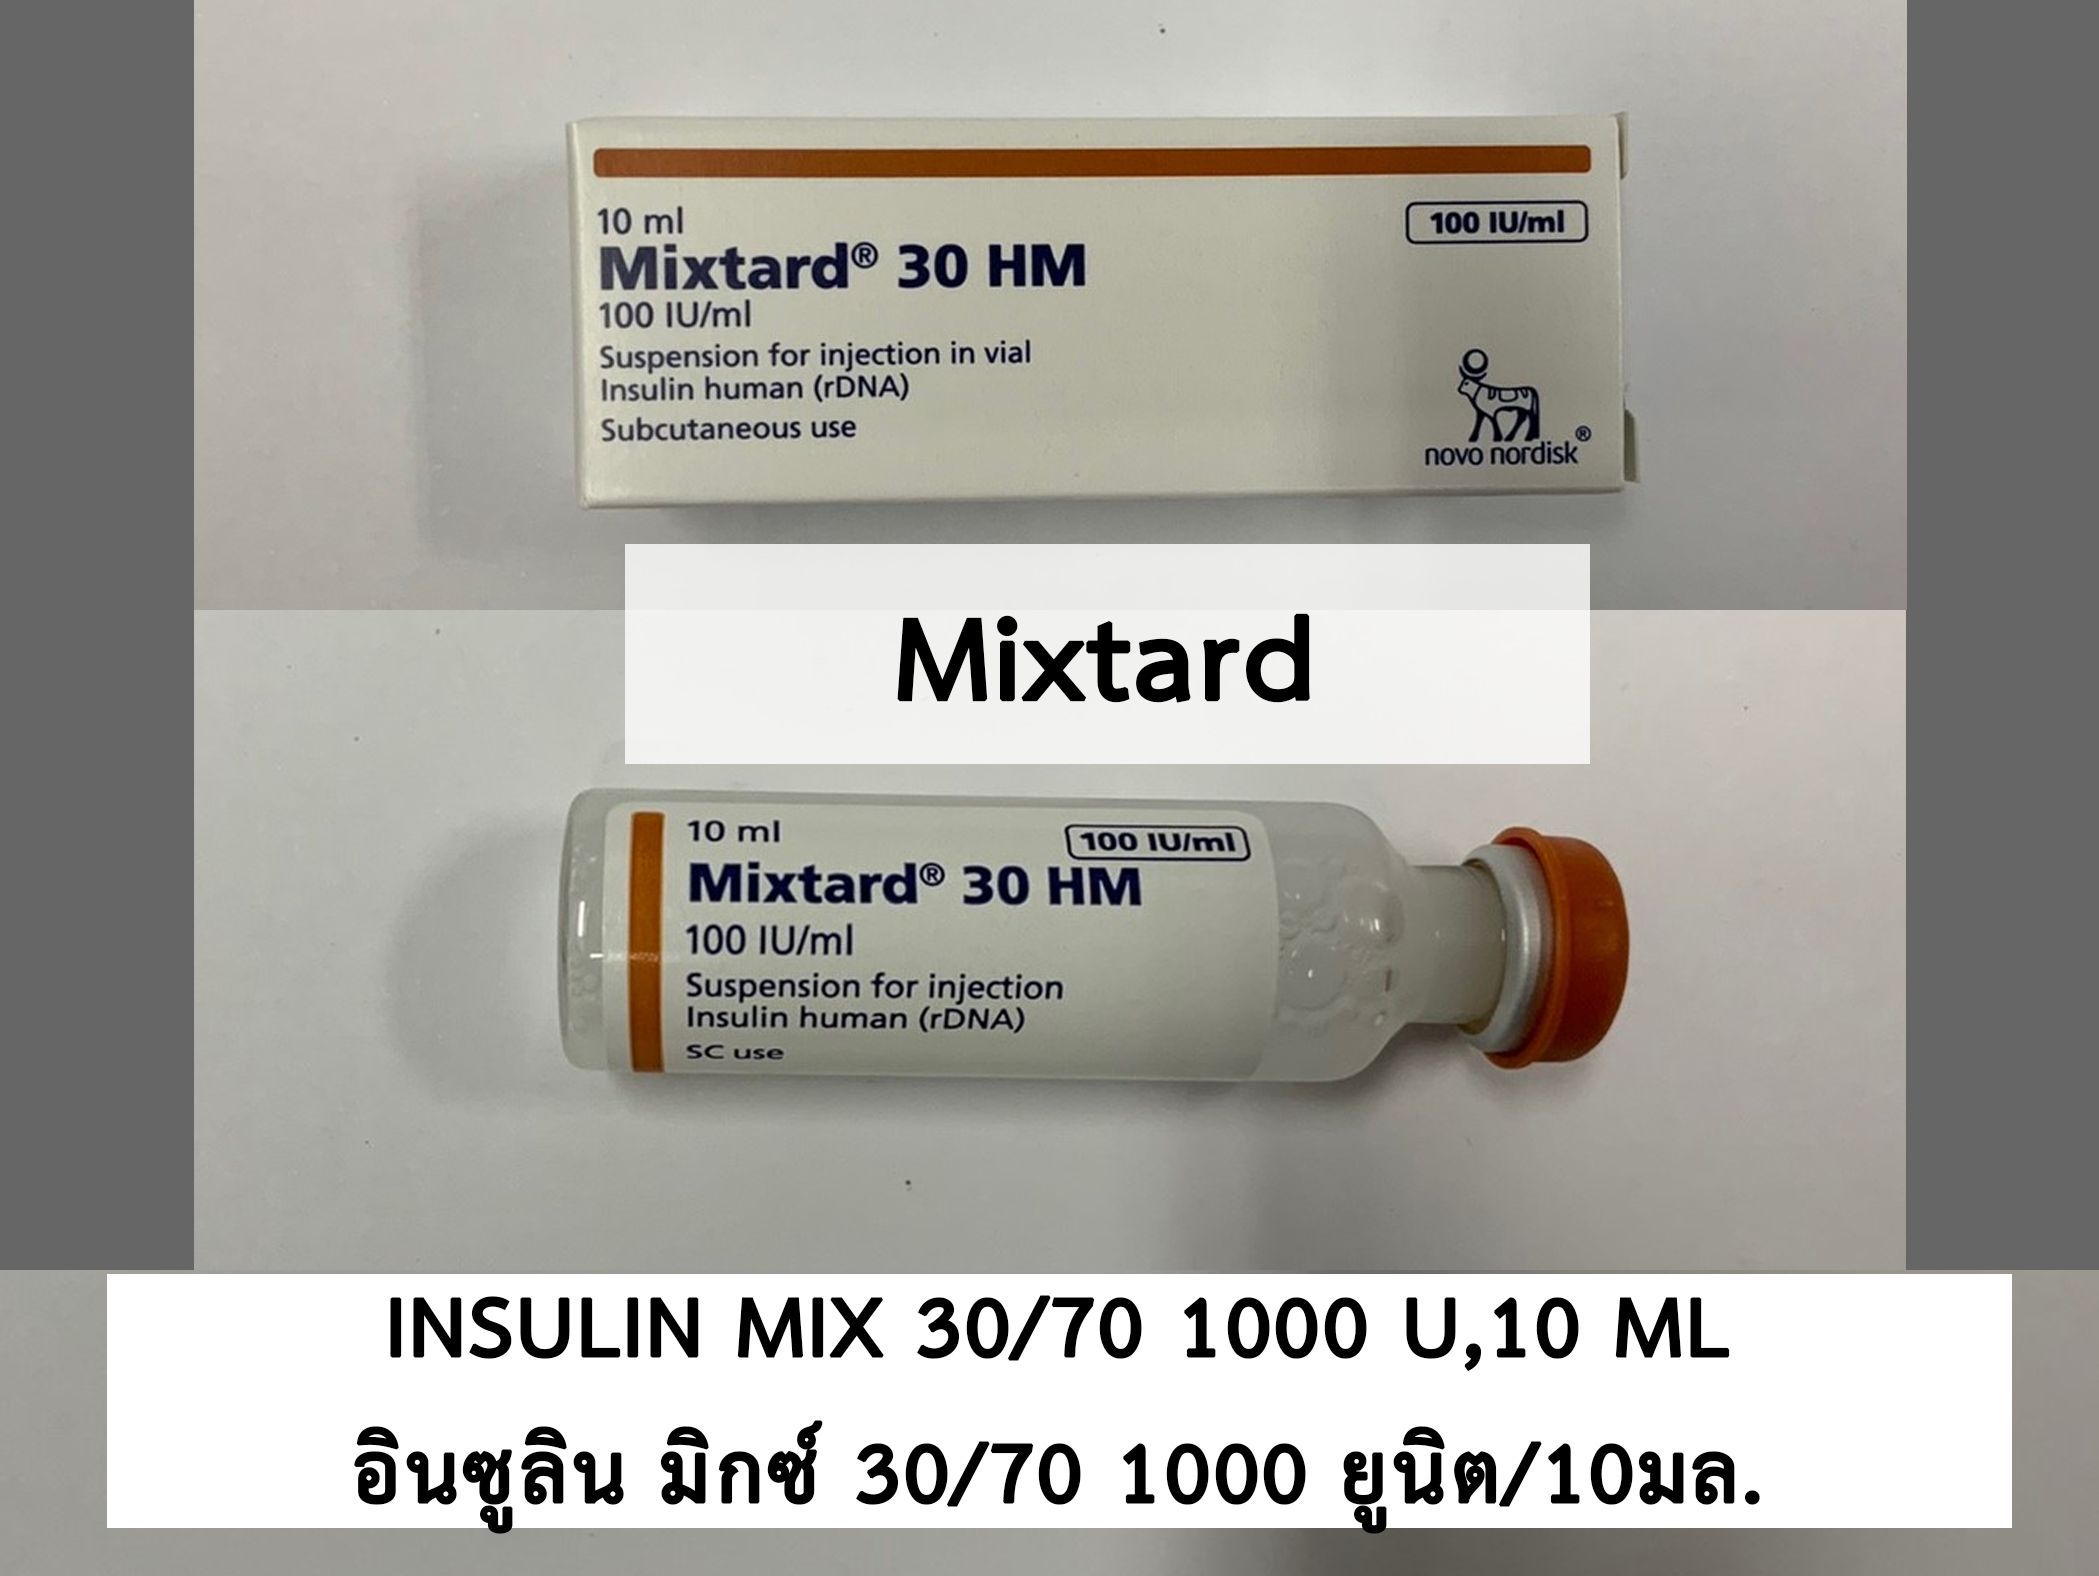 10 ml
100 IU/ml
Mixtard® 30 HM
100 IU/ml
Suspension for injection in vial
Insulin human (rDNA)
Subcutaneous use
novo nordisk®
Mixtard
10 ml
100 IU/ml
Mixtard® 30 HM
100 IU/ml
Suspension for injection
Insulin human (rDNA)
SC use
INSULIN MIX 30/70 1000 U,10 ML
อินซูลิน มิกซ์ 30/70 1000 ยูนิต/10มล.